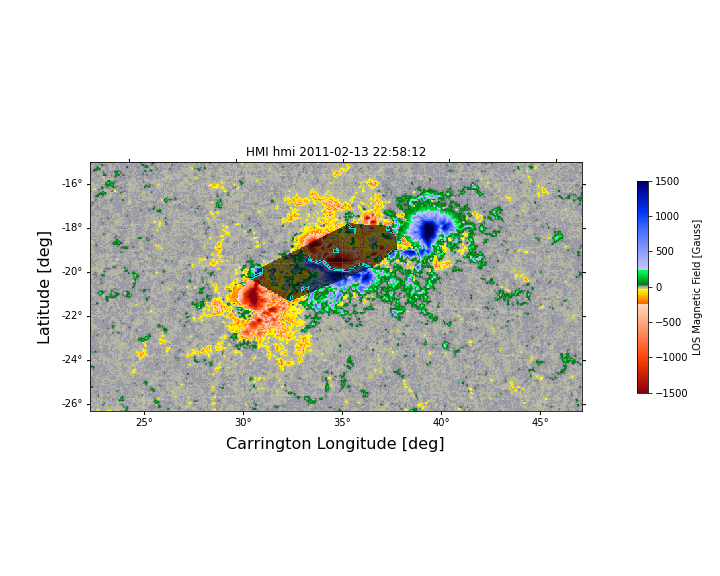 HMI hmi 2011-02-13 22:58:12
-16°
-18°
-20°
-22°
-24°
-26°
Latitude [deg]
25° 30° 35° 40° 45°
Carrington Longitude [deg]
1500
1000
500
0
−500
−1000
−1500
LOS Magnetic Field [Gauss]